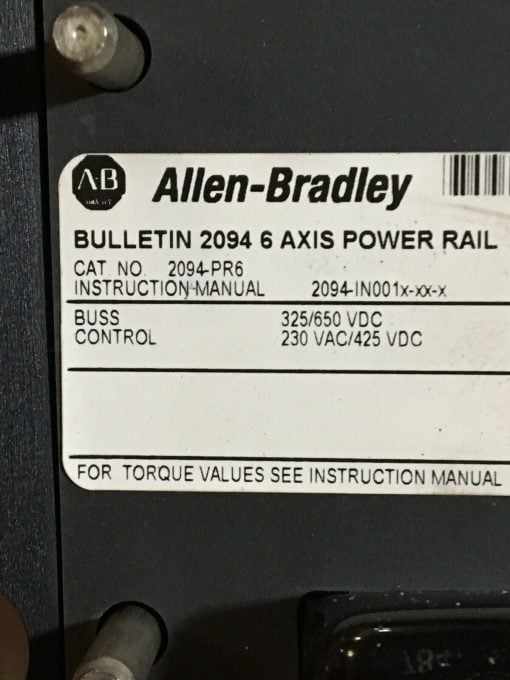 A·B
Allen-Bradley
BULLETIN 2094 6 AXIS POWER RAIL
CAT. NO. 2094-PR6
INSTRUCTION MANUAL 2094-IN001x-xx-x
BUSS 325/650 VDC
CONTROL 230 VAC/425 VDC
FOR TORQUE VALUES SEE INSTRUCTION MANUAL